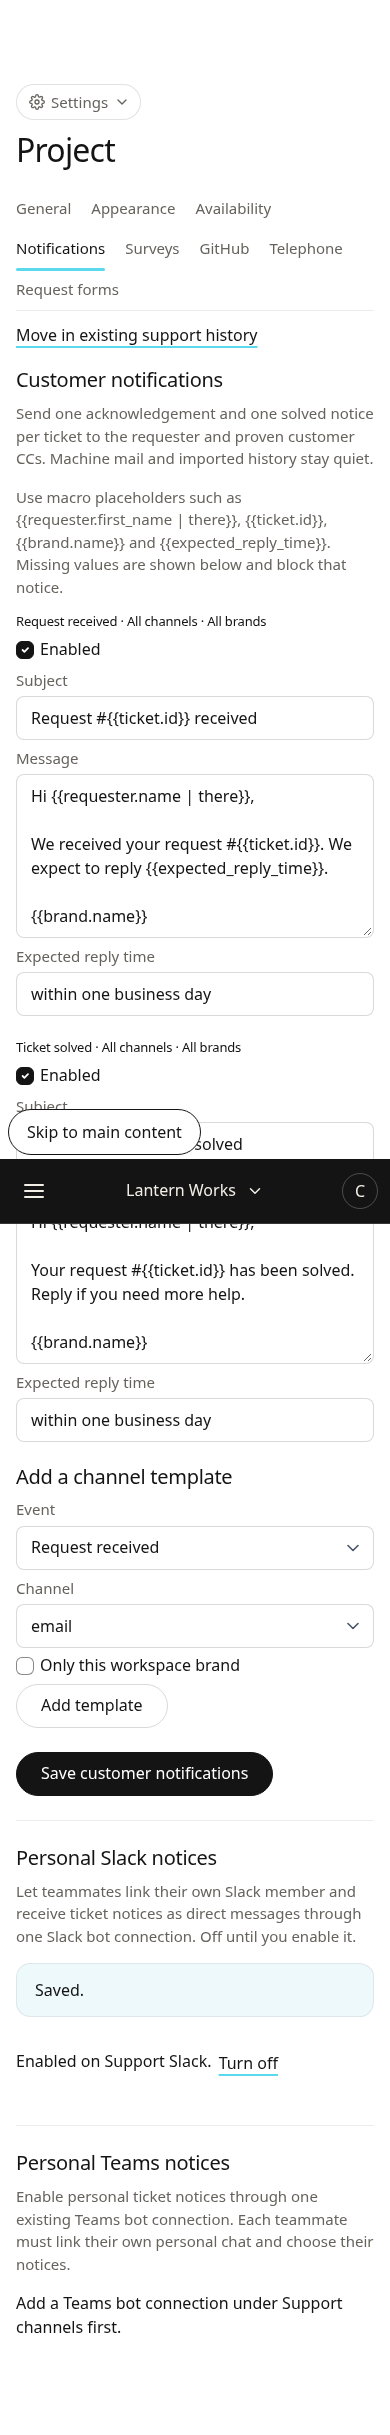 Settings
Project
General Appearance Availability
Notifications Surveys GitHub Telephone
Request forms
Move in existing support history
Customer notifications
Send one acknowledgement and one solved notice
per ticket to the requester and proven customer
CCs. Machine mail and imported history stay quiet.
Use macro placeholders such as
{{requester.first_name | there}}, {{ticket.id}},
{{brand.name}} and {{expected_reply_time}}.
Missing values are shown below and block that
notice.
Request received · All channels · All brands
Enabled
Subject
Request #{{ticket.id}} received
Message
Hi {{requester.name | there}},
We received your request #{{ticket.id}}. We
expect to reply {{expected_reply_time}}.
{{brand.name}}
Expected reply time
within one business day
Ticket solved · All channels · All brands
Enabled
Subject
Skip to main content
solved
Lantern Works C
Hi {{requester.name | there}},
Your request #{{ticket.id}} has been solved.
Reply if you need more help.
{{brand.name}}
Expected reply time
within one business day
Add a channel template
Event
Request received
Channel
email
Only this workspace brand
Add template
Save customer notifications
Personal Slack notices
Let teammates link their own Slack member and
receive ticket notices as direct messages through
one Slack bot connection. Off until you enable it.
Saved.
Enabled on Support Slack. Turn off
Personal Teams notices
Enable personal ticket notices through one
existing Teams bot connection. Each teammate
must link their own personal chat and choose their
notices.
Add a Teams bot connection under Support
channels first.